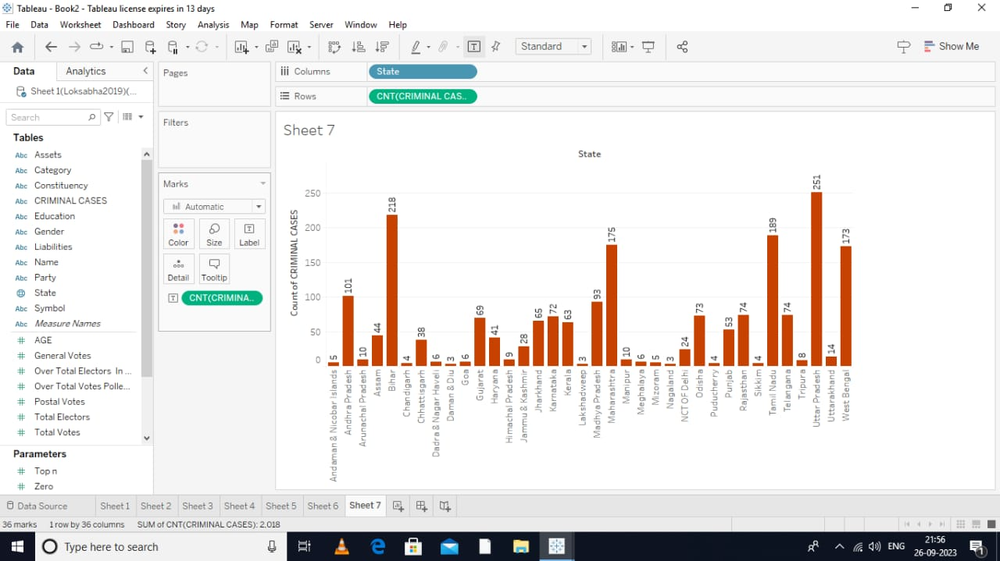 Tableau - Book2 - Tableau license expires in 13 days
File Data Worksheet Dashboard Story Analysis Map Format Server Window Help
Standard
Show Me
Data Analytics
Sheet 1(Loksabha2019)(...
Search
Tables
Abc Assets
Abc Category
Abc Constituency
Abc CRIMINAL CASES
Abc Education
Abc Gender
Abc Liabilities
Abc Name
Abc Party
State
Abc Symbol
Abc Measure Names
# AGE
# General Votes
# Over Total Electors In ...
# Over Total Votes Polle...
# Postal Votes
# Total Electors
# Total Votes
Parameters
# Top n
# Zero
Pages
Filters
Marks
Automatic
Color Size Label
Detail Tooltip
CNT(CRIMINA..
Columns State
Rows CNT(CRIMINAL CAS..
Sheet 7
State
Count of CRIMINAL CASES
250
200
150
100
50
0
5
101
10
44
218
4
38
6
3
6
69
41
9
28
65
72
63
3
93
175
10
6
5
3
24
73
4
53
74
4
189
74
8
251
14
173
Andaman & Nicobar Islands
Andhra Pradesh
Arunachal Pradesh
Assam
Bihar
Chandigarh
Chhattisgarh
Dadra & Nagar Haveli
Daman & Diu
Goa
Gujarat
Haryana
Himachal Pradesh
Jammu & Kashmir
Jharkhand
Karnataka
Kerala
Lakshadweep
Madhya Pradesh
Maharashtra
Manipur
Meghalaya
Mizoram
Nagaland
NCT OF Delhi
Odisha
Puducherry
Punjab
Rajasthan
Sikkim
Tamil Nadu
Telangana
Tripura
Uttar Pradesh
Uttarakhand
West Bengal
Data Source Sheet 1 Sheet 2 Sheet 3 Sheet 4 Sheet 5 Sheet 6 Sheet 7
36 marks 1 row by 36 columns SUM of CNT(CRIMINAL CASES): 2,018
Type here to search
ENG
21:56
26-09-2023
1